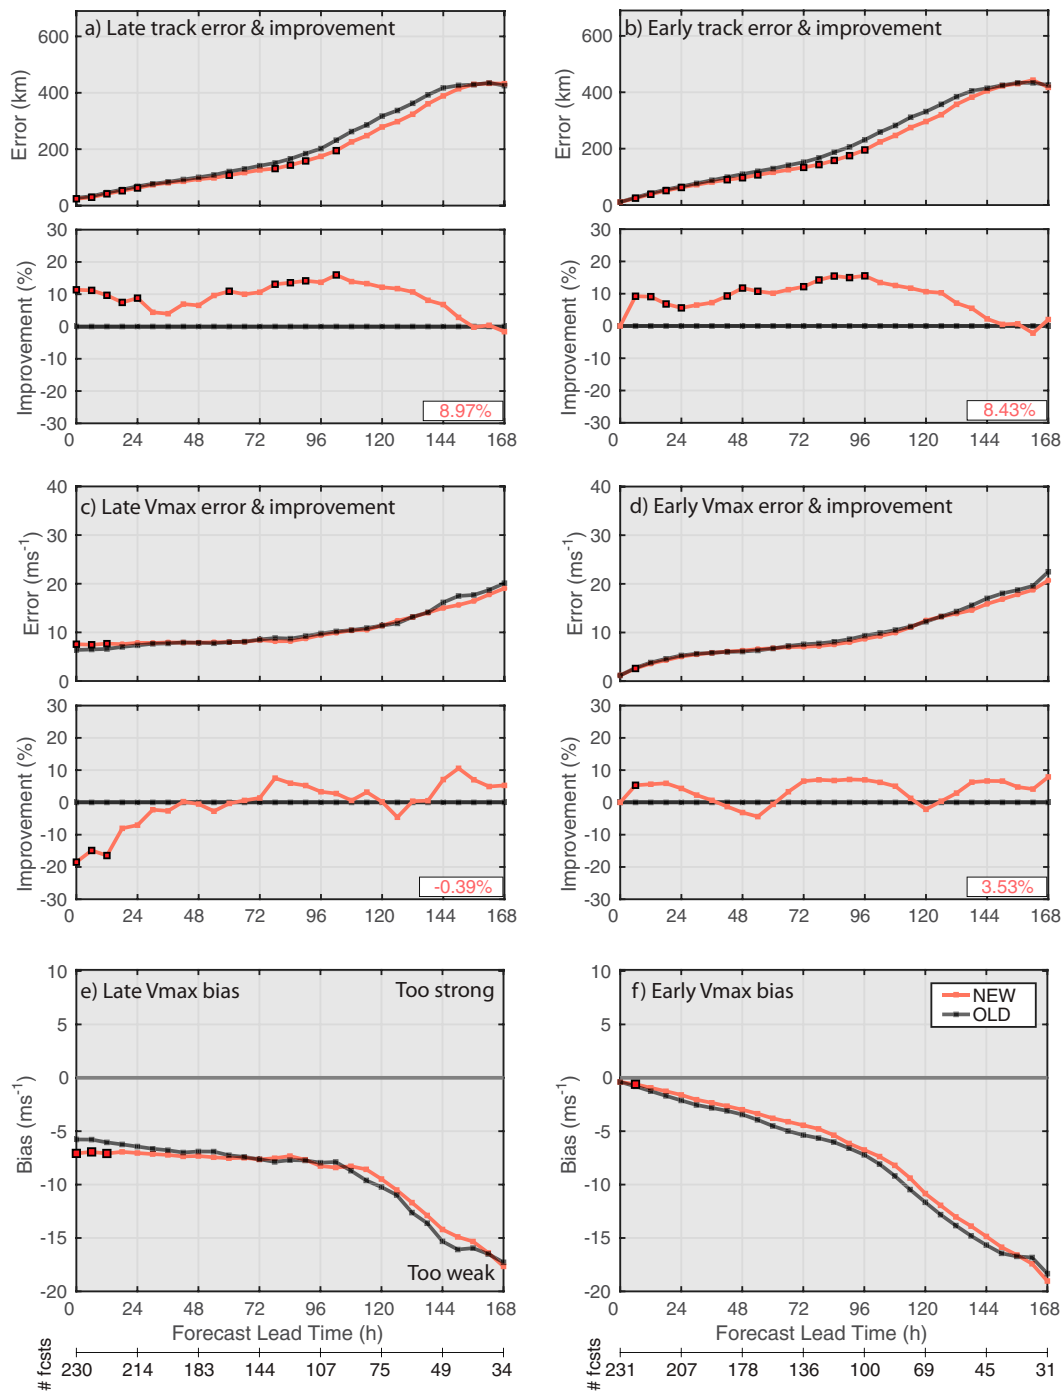 a) Late track error & improvement
600
400
200
0
Error (km)
30
20
10
0
-10
-20
-30
Improvement (%)
8.97%
0 24 48 72 96 120 144 168
b) Early track error & improvement
600
400
200
0
Error (km)
30
20
10
0
-10
-20
-30
Improvement (%)
8.43%
0 24 48 72 96 120 144 168
c) Late Vmax error & improvement
40
30
20
10
0
Error (ms-1)
30
20
10
0
-10
-20
-30
Improvement (%)
-0.39%
0 24 48 72 96 120 144 168
d) Early Vmax error & improvement
40
30
20
10
0
Error (ms-1)
30
20
10
0
-10
-20
-30
Improvement (%)
3.53%
0 24 48 72 96 120 144 168
e) Late Vmax bias
Too strong
10
5
0
-5
-10
-15
-20
Bias (ms-1)
Too weak
0 24 48 72 96 120 144 168
Forecast Lead Time (h)
# fcsts
230 214 183 144 107 75 49 34
f) Early Vmax bias
NEW
OLD
10
5
0
-5
-10
-15
-20
Bias (ms-1)
0 24 48 72 96 120 144 168
Forecast Lead Time (h)
# fcsts
231 207 178 136 100 69 45 31